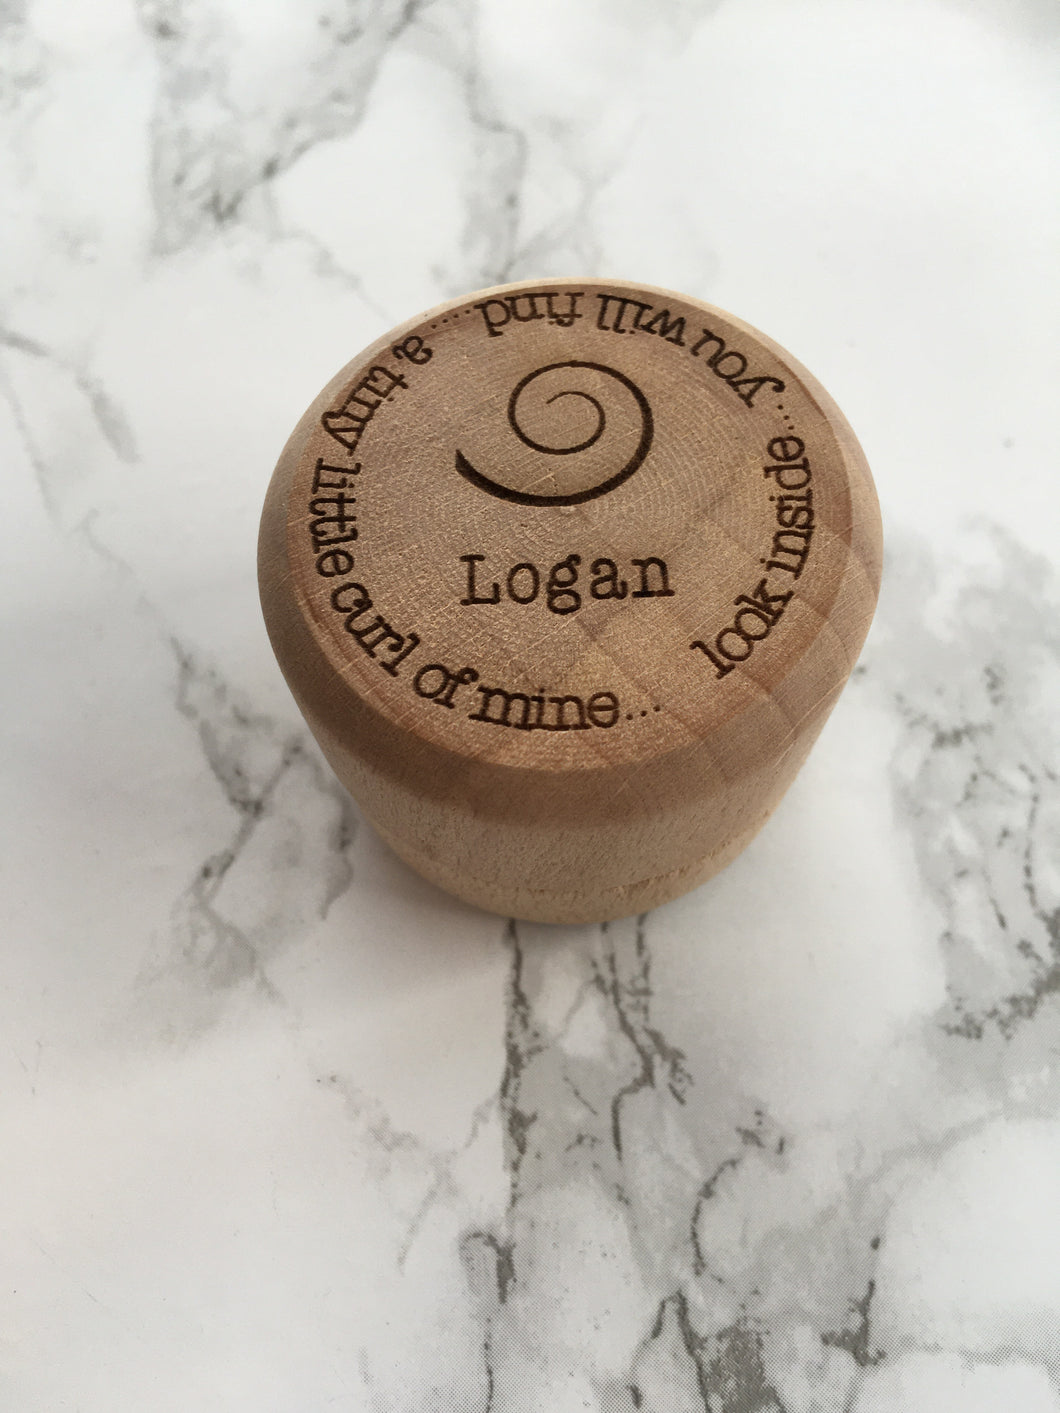 look inside... you will find.... a tiny little curl of mine...
Logan